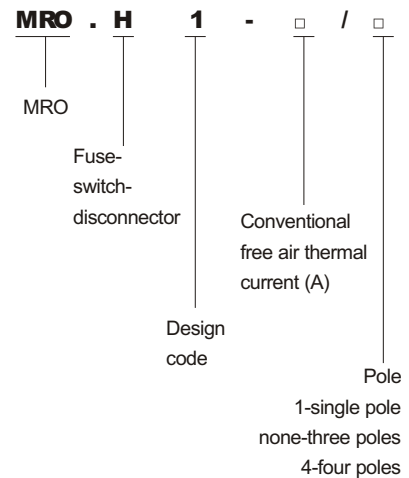 MRO . H 1 - □ / □
MRO
Fuse-
switch-
disconnector
Conventional
free air thermal
current (A)
Design
code
Pole
1-single pole
none-three poles
4-four poles